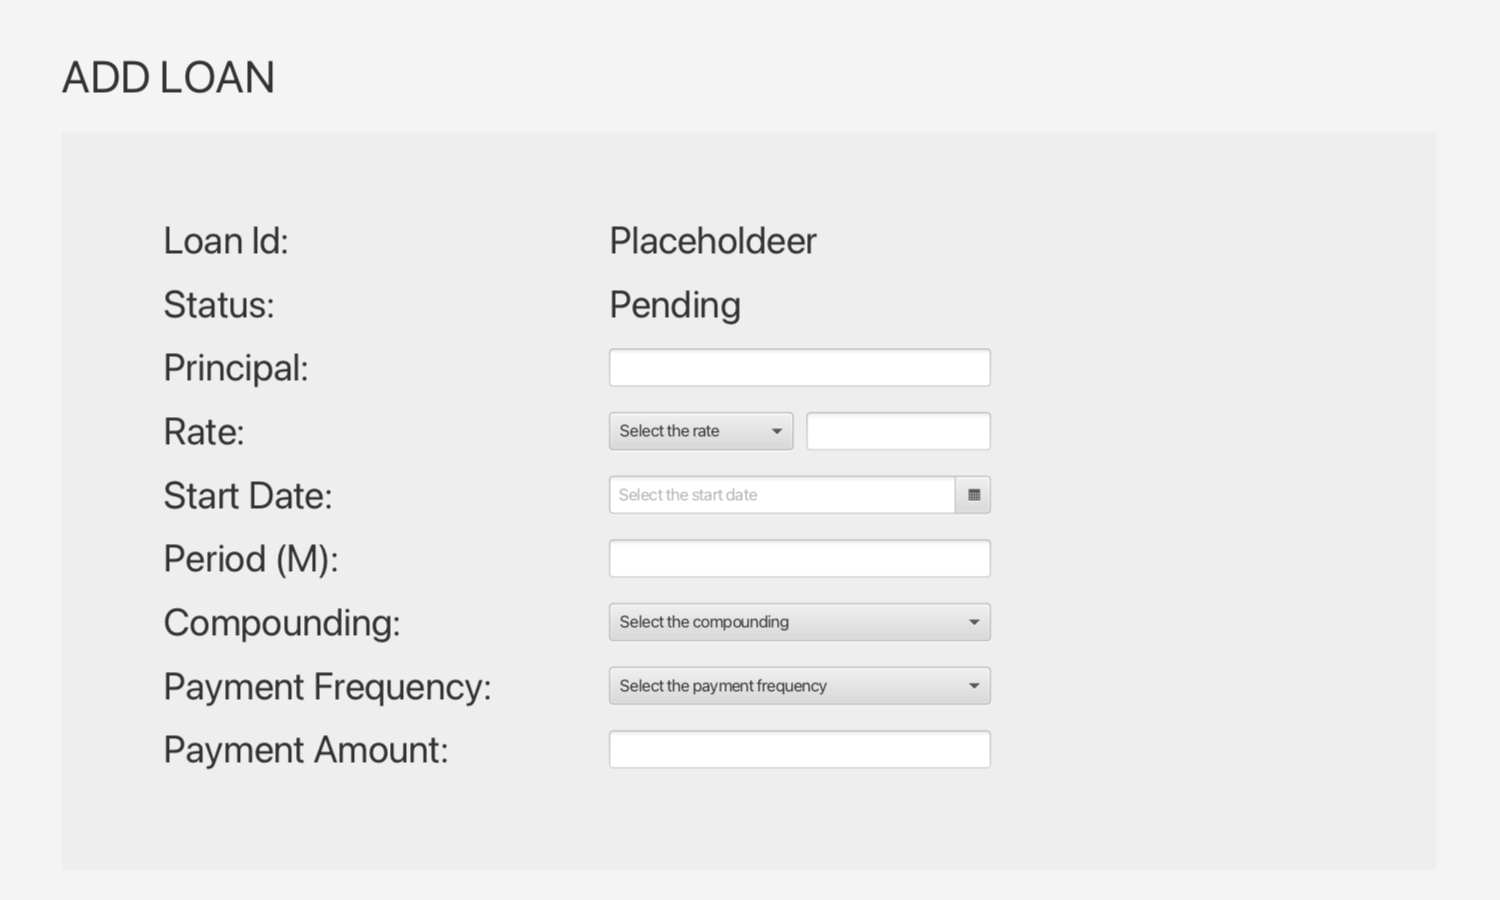 ADD LOAN
Loan Id: Placeholdeer
Status: Pending
Principal:
Rate: Select the rate
Start Date: Select the start date
Period (M):
Compounding: Select the compounding
Payment Frequency: Select the payment frequency
Payment Amount: